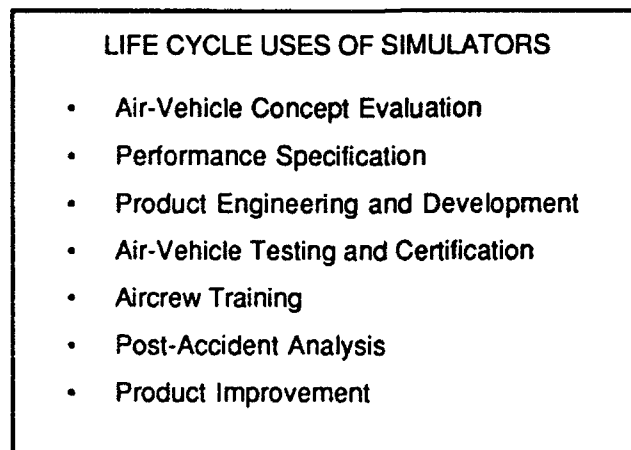 LIFE CYCLE USES OF SIMULATORS
• Air-Vehicle Concept Evaluation
• Performance Specification
• Product Engineering and Development
• Air-Vehicle Testing and Certification
• Aircrew Training
• Post-Accident Analysis
• Product Improvement